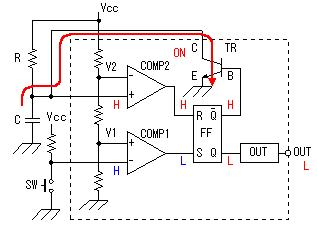 Vcc
C TR
ON
R
V2 COMP2
E B
H H H
C
R Q̅
Vcc
V1 COMP1 FF
S Q OUT OUT
SW H L L L